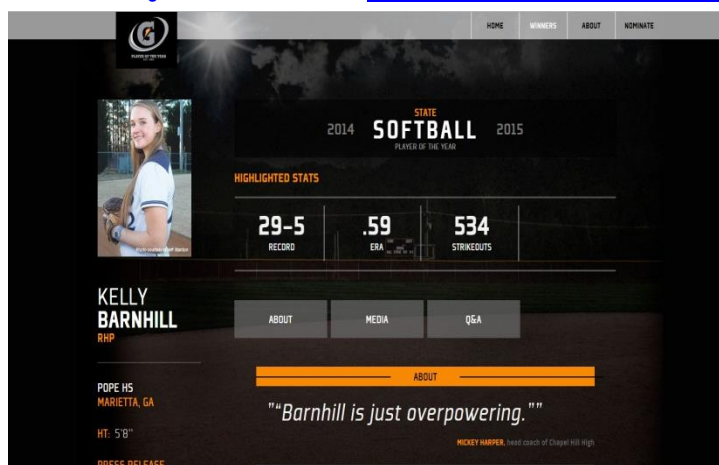 HOME WINNERS ABOUT NOMINATE
G
PLAYER OF THE YEAR
STATE
2014 SOFTBALL 2015
PLAYER OF THE YEAR
HIGHLIGHTED STATS
29-5 .59 534
RECORD ERA STRIKEOUTS
KELLY
BARNHILL
RHP
ABOUT MEDIA Q&A
POPE HS
MARIETTA, GA
HT: 5'8"
PRESS RELEASE
ABOUT
"“Barnhill is just overpowering.”"
MICKEY HARPER, head coach of Chapel Hill High